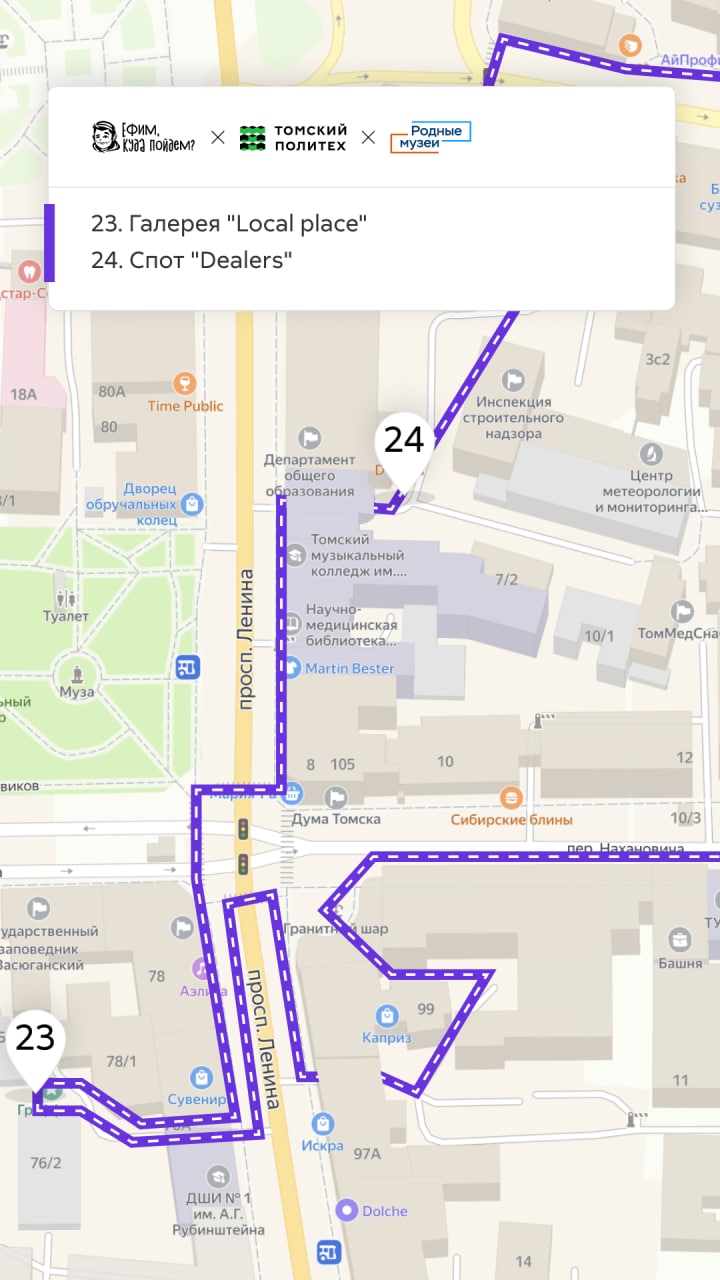 АйПрофи
Ефим,
куда пойдем?
ТОМСКИЙ
ПОЛИТЕХ
Родные
музеи
23. Галерея "Local place"
24. Спот "Dealers"
18А
80А
80
Time Public
3с2
Инспекция
строительного
надзора
24
Департамент
общего
образования
Центр
метеорологии
и мониторинга...
Дворец
обручальных
колец
Томский
музыкальный
колледж им....
7/2
Туалет
Научно-
медицинская
библиотека...
10/1
ТомМедСна
Martin Bester
просп. Ленина
Муза
8
105
10
12
Мария-Ра
Дума Томска
Сибирские блины
10/3
пер. Нахановича
Гранитный шар
ударственный
заповедник
Васюганский
78
Аэлита
Башня
99
Каприз
просп. Ленина
23
78/1
Сувенир
11
78А
76/2
Искра
97А
ДШИ № 1
им. А.Г.
Рубинштейна
Dolche
14